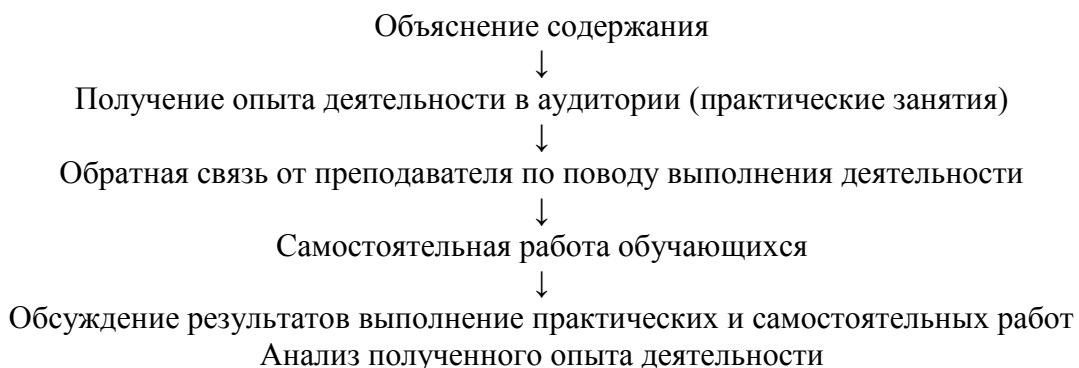 Объяснение содержания
↓
Получение опыта деятельности в аудитории (практические занятия)
↓
Обратная связь от преподавателя по поводу выполнения деятельности
↓
Самостоятельная работа обучающихся
↓
Обсуждение результатов выполнение практических и самостоятельных работ
Анализ полученного опыта деятельности